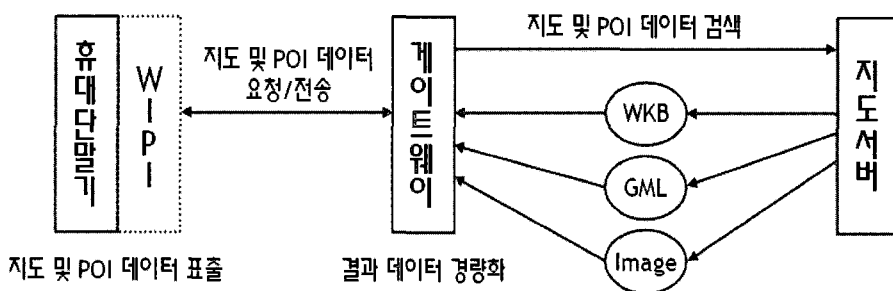 휴대단말기
WIPI
지도 및 POI 데이터
요청/전송
게이트웨이
지도 및 POI 데이터 검색
WKB
GML
Image
지도서버
지도 및 POI 데이터 표출
결과 데이터 경량화